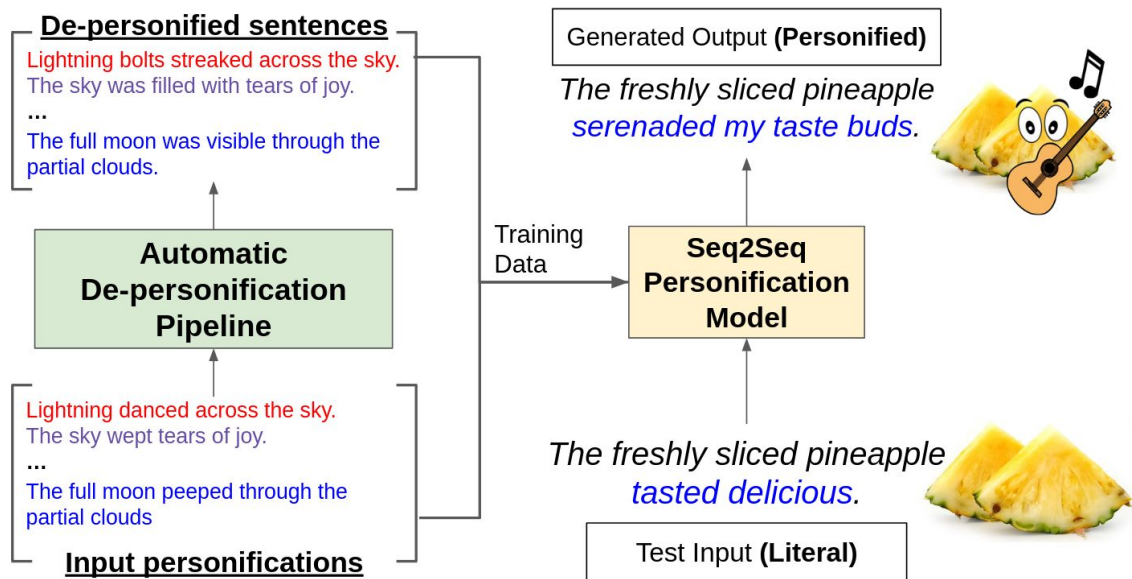 De-personified sentences
Lightning bolts streaked across the sky.
The sky was filled with tears of joy.
...
The full moon was visible through the
partial clouds.
Automatic
De-personification
Pipeline
Lightning danced across the sky.
The sky wept tears of joy.
...
The full moon peeped through the
partial clouds
Input personifications
Training
Data
Generated Output (Personified)
The freshly sliced pineapple
serenaded my taste buds.
Seq2Seq
Personification
Model
The freshly sliced pineapple
tasted delicious.
Test Input (Literal)